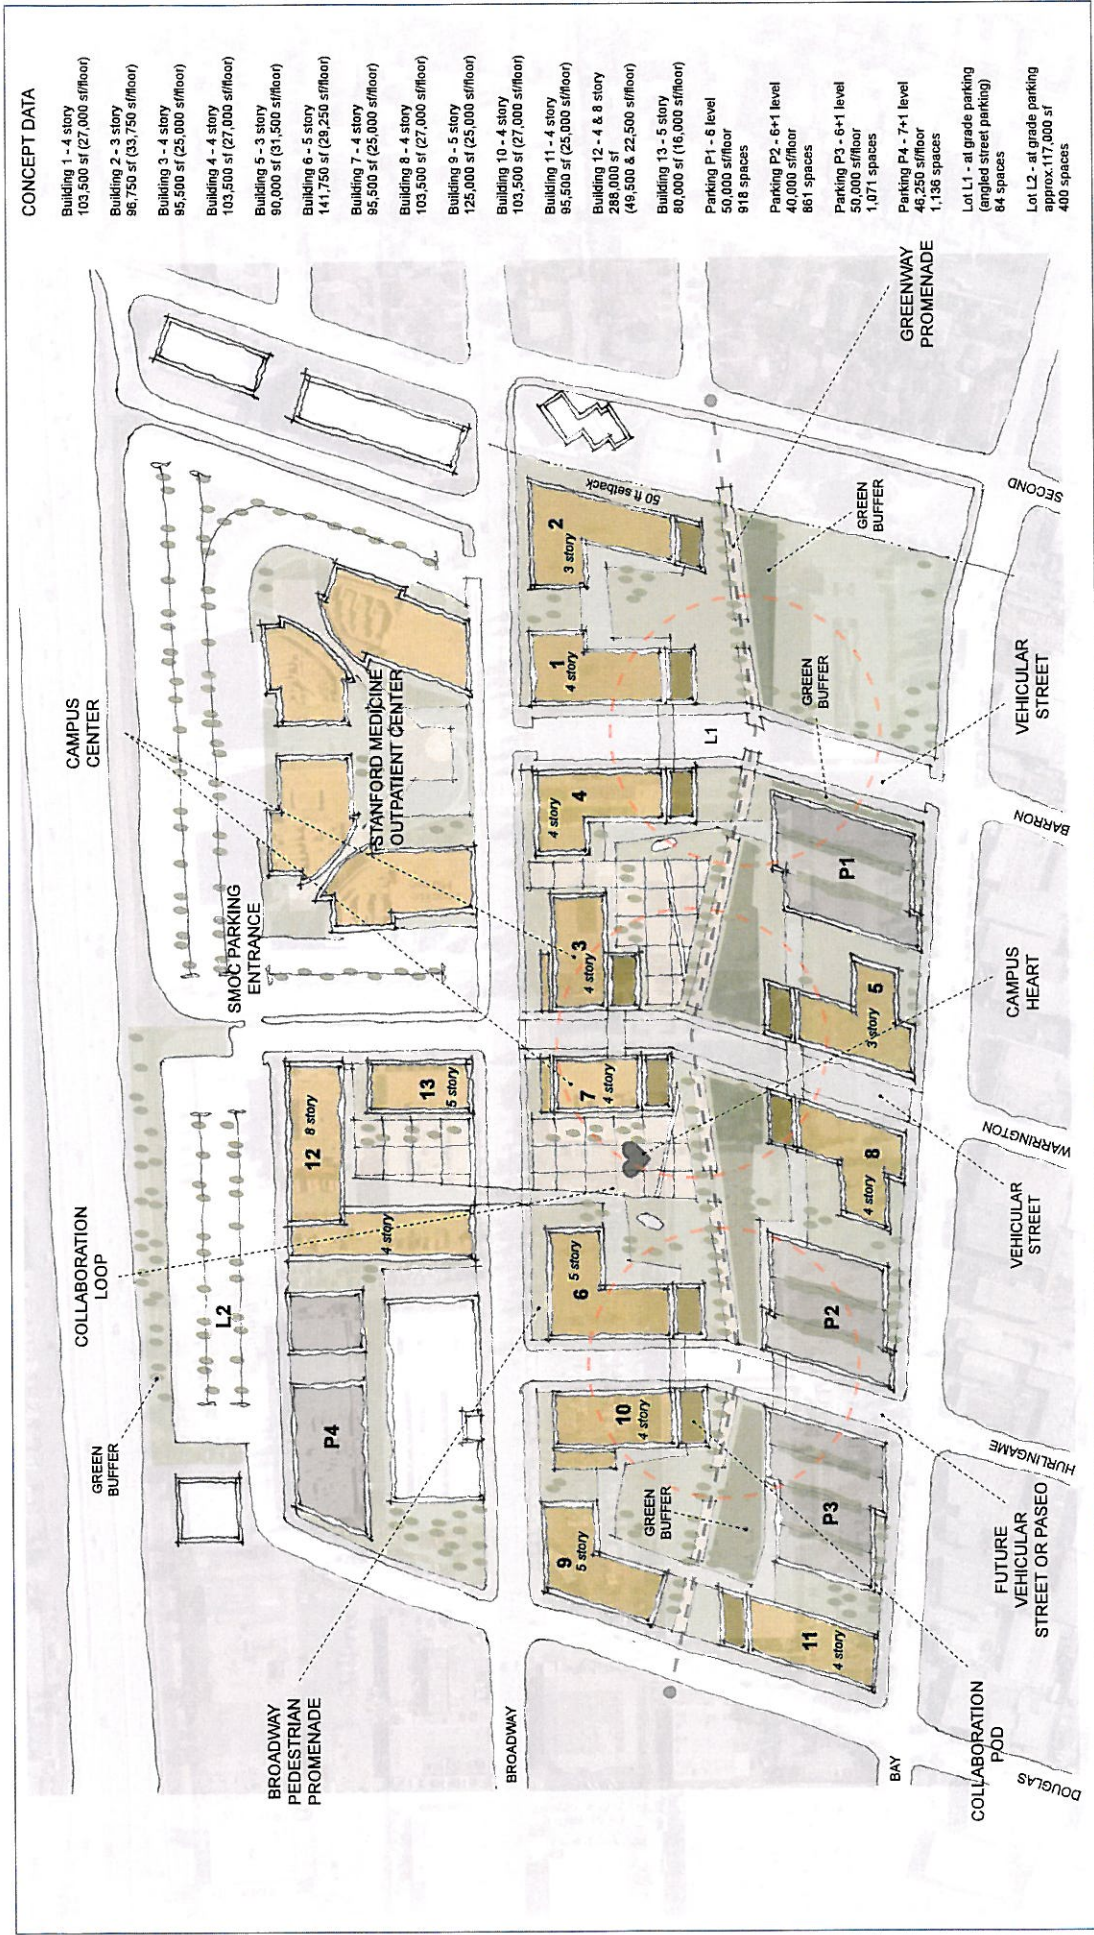 CONCEPT DATA
Building 1 - 4 story
103,500 sf (27,000 sf/floor)
Building 2 - 3 story
96,750 sf (33,750 sf/floor)
Building 3 - 4 story
95,500 sf (25,000 sf/floor)
Building 4 - 4 story
103,500 sf (27,000 sf/floor)
Building 5 - 3 story
90,000 sf (31,500 sf/floor)
Building 6 - 5 story
141,750 sf (29,250 sf/floor)
Building 7 - 4 story
95,500 sf (25,000 sf/floor)
Building 8 - 4 story
103,500 sf (27,000 sf/floor)
Building 9 - 5 story
125,000 sf (25,000 sf/floor)
Building 10 - 4 story
103,500 sf (27,000 sf/floor)
Building 11 - 4 story
95,500 sf (25,000 sf/floor)
Building 12 - 4 & 8 story
288,000 sf
(49,500 & 22,500 sf/floor)
Building 13 - 5 story
80,000 sf (16,000 sf/floor)
Parking P1 - 6 level
50,000 sf/floor
918 spaces
Parking P2 - 6+1 level
40,000 sf/floor
861 spaces
Parking P3 - 6+1 level
50,000 sf/floor
1,071 spaces
Parking P4 - 7+1 level
46,250 sf/floor
1,136 spaces
Lot L1 - at grade parking
(angled street parking)
84 spaces
Lot L2 - at grade parking
approx.117,000 sf
400 spaces
CAMPUS
CENTER
COLLABORATION
LOOP
GREEN
BUFFER
SMOC PARKING
ENTRANCE
STANFORD MEDICINE
OUTPATIENT CENTER
L2
P4
12
8 story
4 story
13
5 story
BROADWAY
PEDESTRIAN
PROMENADE
BROADWAY
9
5 story
10
4 story
6
5 story
7
4 story
3
4 story
4
4 story
1
4 story
2
3 story
50 ft setback
L1
GREENWAY
PROMENADE
GREEN
BUFFER
GREEN
BUFFER
GREEN
BUFFER
11
4 story
P3
P2
8
4 story
5
3 story
P1
BAY
DOUGLAS
COLLABORATION
POD
FUTURE
VEHICULAR
STREET OR PASEO
HURLINGAME
VEHICULAR
STREET
WARRINGTON
CAMPUS
HEART
BARRON
VEHICULAR
STREET
SECOND